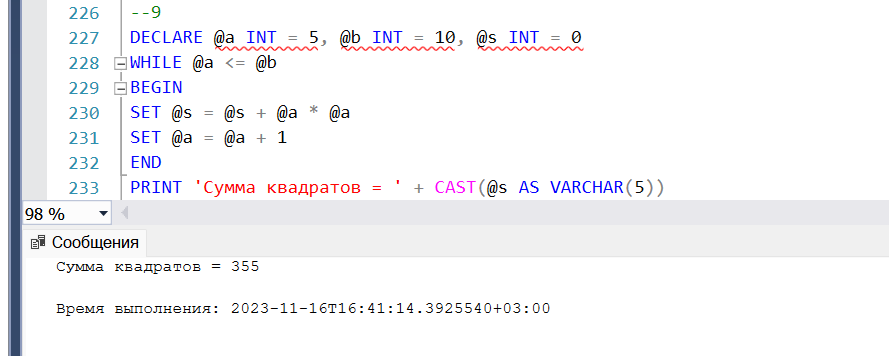 226 --9
227 DECLARE @a INT = 5, @b INT = 10, @s INT = 0
228 WHILE @a <= @b
229 BEGIN
230 SET @s = @s + @a * @a
231 SET @a = @a + 1
232 END
233 PRINT 'Сумма квадратов = ' + CAST(@s AS VARCHAR(5))
98 %
Сообщения
Сумма квадратов = 355
Время выполнения: 2023-11-16T16:41:14.3925540+03:00